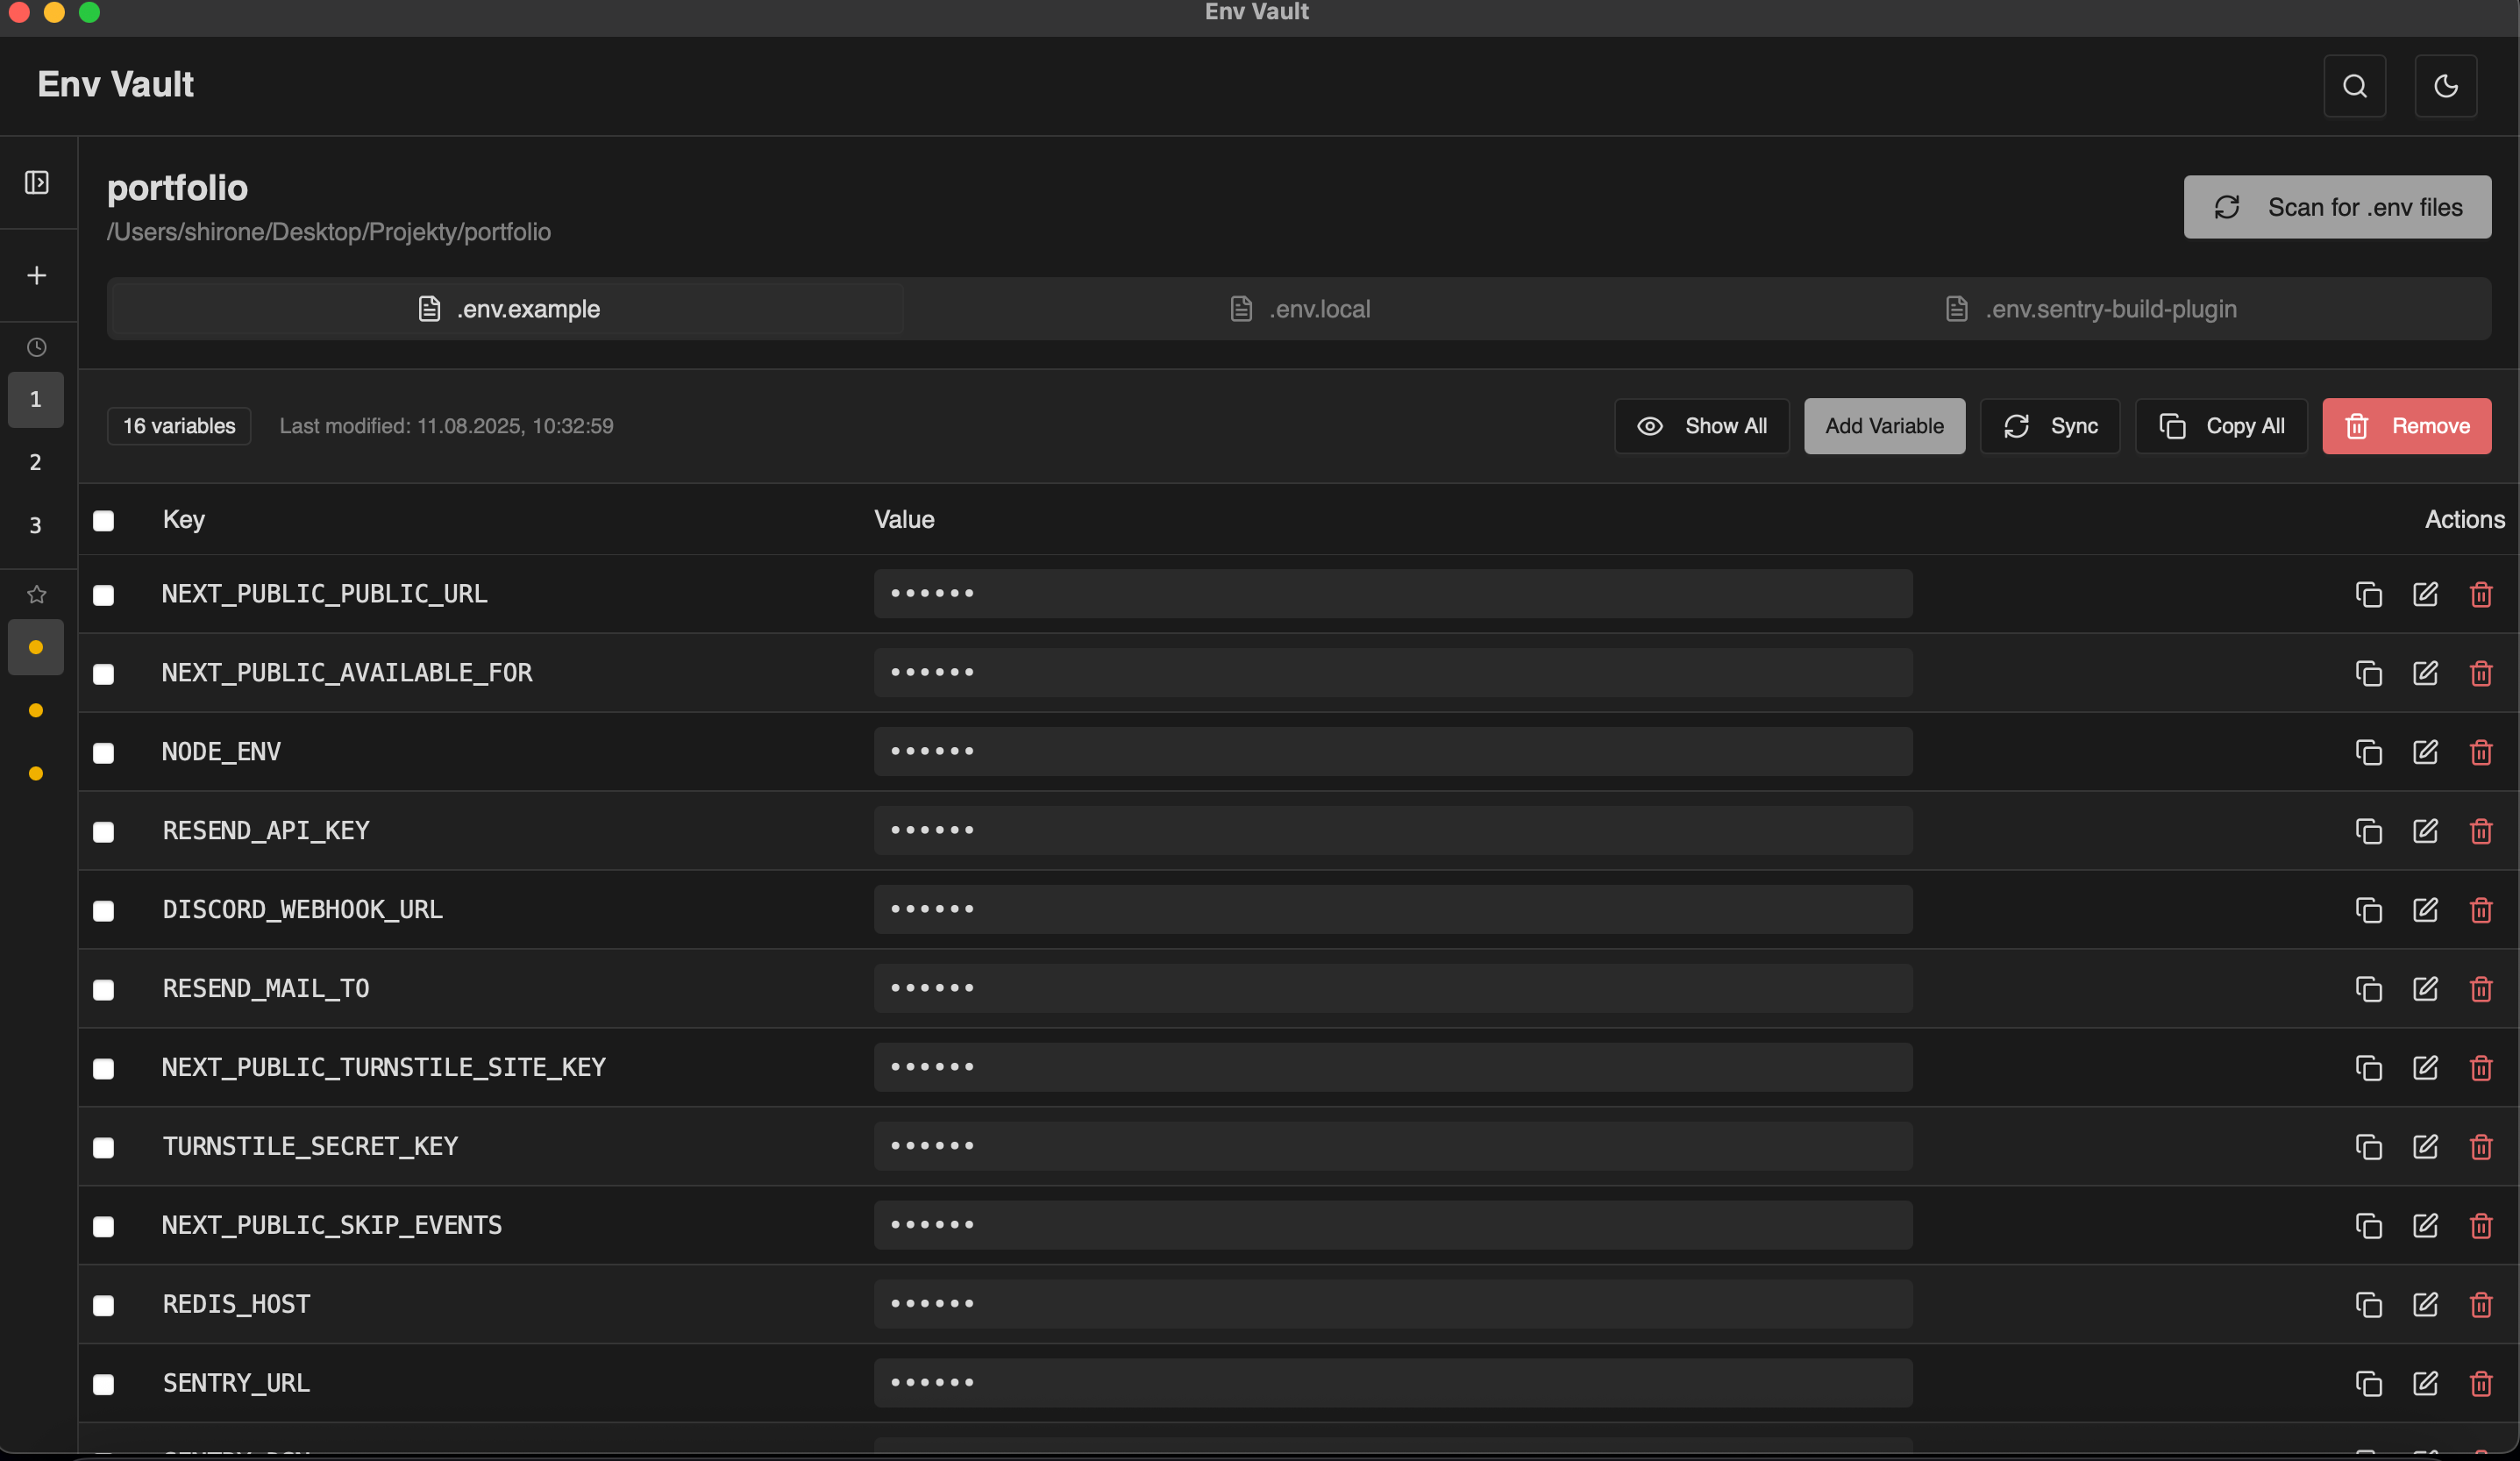 Env Vault
Env Vault
portfolio
/Users/shirone/Desktop/Projekty/portfolio
Scan for .env files
.env.example
.env.local
.env.sentry-build-plugin
16 variables
Last modified: 11.08.2025, 10:32:59
Show All
Add Variable
Sync
Copy All
Remove
1
2
3
Key
Value
Actions
NEXT_PUBLIC_PUBLIC_URL
••••••
NEXT_PUBLIC_AVAILABLE_FOR
••••••
NODE_ENV
••••••
RESEND_API_KEY
••••••
DISCORD_WEBHOOK_URL
••••••
RESEND_MAIL_TO
••••••
NEXT_PUBLIC_TURNSTILE_SITE_KEY
••••••
TURNSTILE_SECRET_KEY
••••••
NEXT_PUBLIC_SKIP_EVENTS
••••••
REDIS_HOST
••••••
SENTRY_URL
••••••